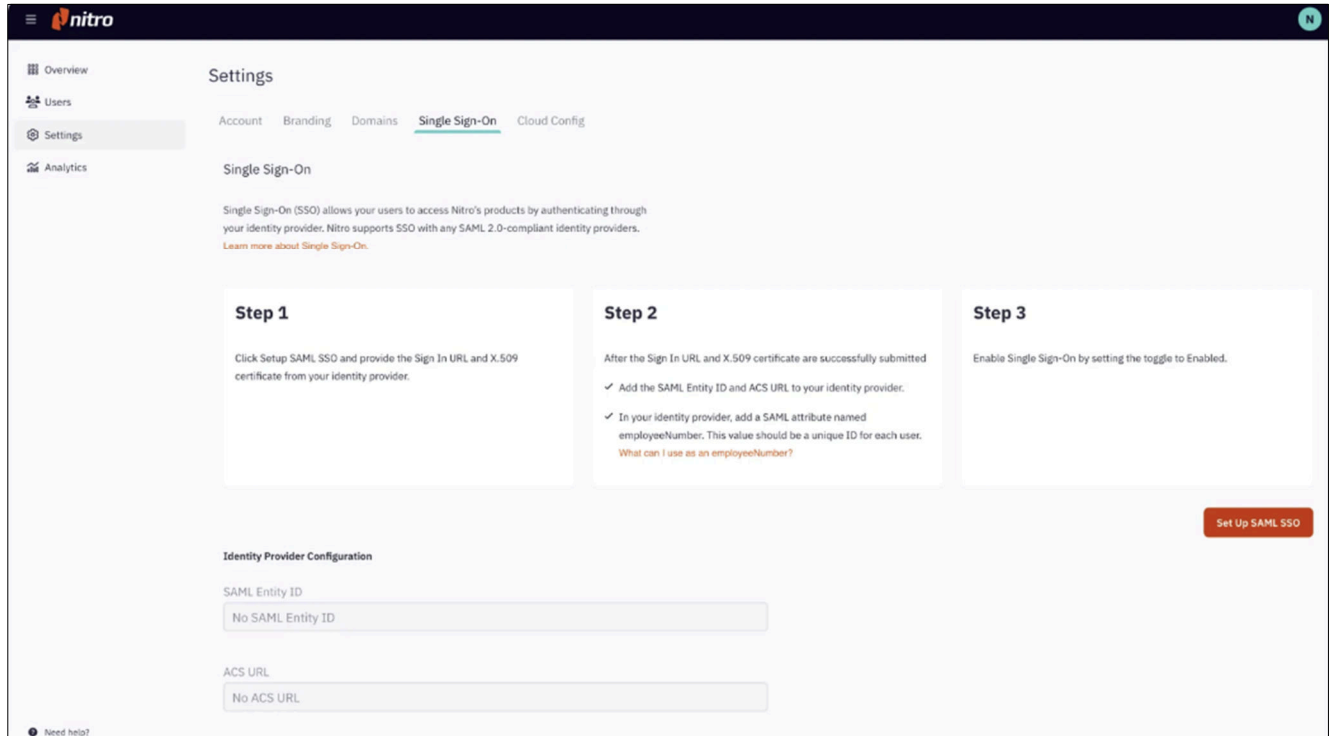 nitro
N
Overview
Users
Settings
Analytics
Settings
Account Branding Domains Single Sign-On Cloud Config
Single Sign-On
Single Sign-On (SSO) allows your users to access Nitro's products by authenticating through
your identity provider. Nitro supports SSO with any SAML 2.0-compliant identity providers.
Learn more about Single Sign-On.
Step 1
Click Setup SAML SSO and provide the Sign In URL and X.509
certificate from your identity provider.
Step 2
After the Sign In URL and X.509 certificate are successfully submitted
✓ Add the SAML Entity ID and ACS URL to your identity provider.
✓ In your identity provider, add a SAML attribute named
employeeNumber. This value should be a unique ID for each user.
What can I use as an employeeNumber?
Step 3
Enable Single Sign-On by setting the toggle to Enabled.
Set Up SAML SSO
Identity Provider Configuration
SAML Entity ID
No SAML Entity ID
ACS URL
No ACS URL
Need help?